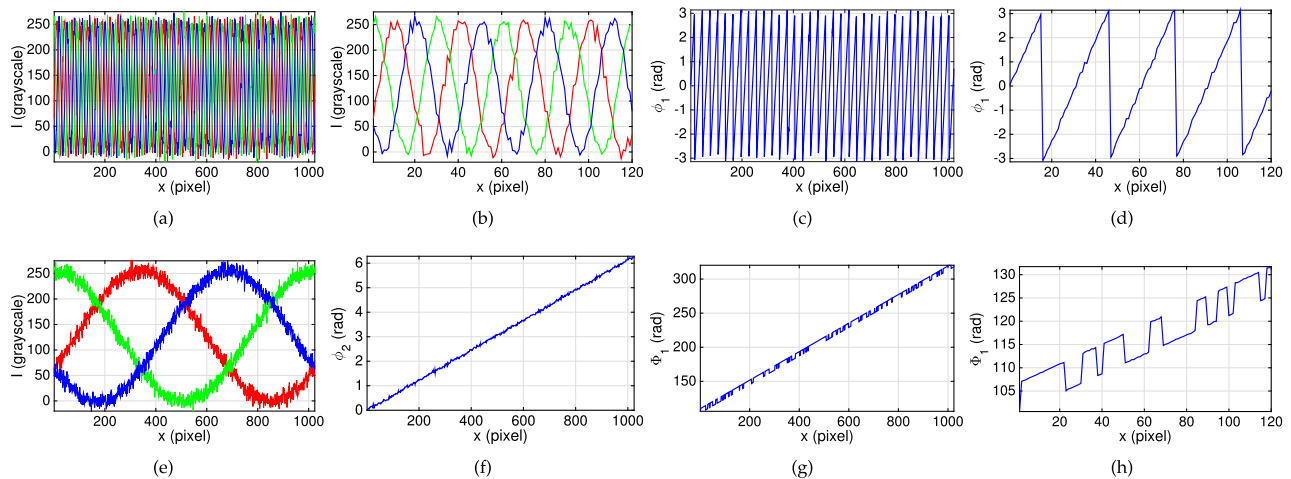 250
200
150
100
50
0
I (grayscale)
0 200 400 600 800 1000
x (pixel)
(a)
250
200
150
100
50
0
I (grayscale)
0 20 40 60 80 100 120
x (pixel)
(b)
3
2
1
0
-1
-2
-3
ϕ1 (rad)
0 200 400 600 800 1000
x (pixel)
(c)
3
2
1
0
-1
-2
-3
ϕ1 (rad)
20 40 60 80 100 120
x (pixel)
(d)
250
200
150
100
50
0
I (grayscale)
0 200 400 600 800 1000
x (pixel)
(e)
6
5
4
3
2
1
0
ϕ2 (rad)
200 400 600 800 1000
x (pixel)
(f)
300
250
200
150
Φ1 (rad)
0 200 400 600 800 1000
x (pixel)
(g)
130
125
120
115
110
105
Φ1 (rad)
20 40 60 80 100 120
x (pixel)
(h)